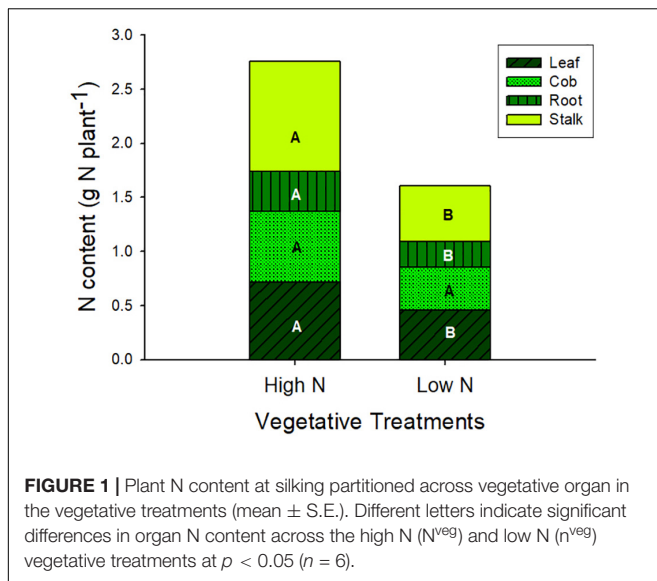 3.0
2.5
2.0
1.5
1.0
0.5
0.0
N content (g N plant⁻¹)
Leaf
Cob
Root
Stalk
A
A
A
A
B
B
A
B
High N
Low N
Vegetative Treatments
FIGURE 1 | Plant N content at silking partitioned across vegetative organ in
the vegetative treatments (mean ± S.E.). Different letters indicate significant
differences in organ N content across the high N (Nᵛᵉᵍ) and low N (nᵛᵉᵍ)
vegetative treatments at p < 0.05 (n = 6).